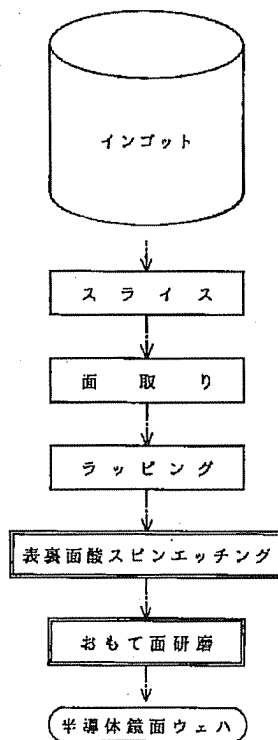 インゴット
スライス
面取り
ラッピング
表裏面酸スピンエッチング
おもて面研磨
半導体鏡面ウェハ